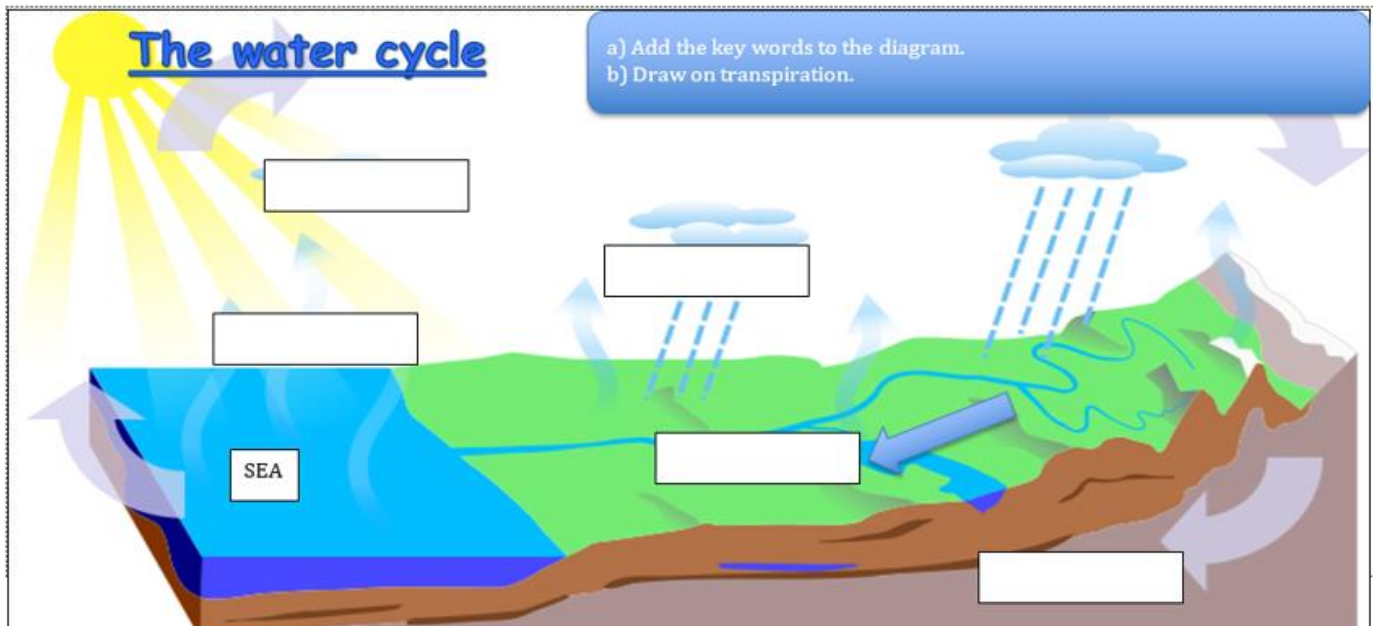 The water cycle
a) Add the key words to the diagram.
b) Draw on transpiration.
SEA